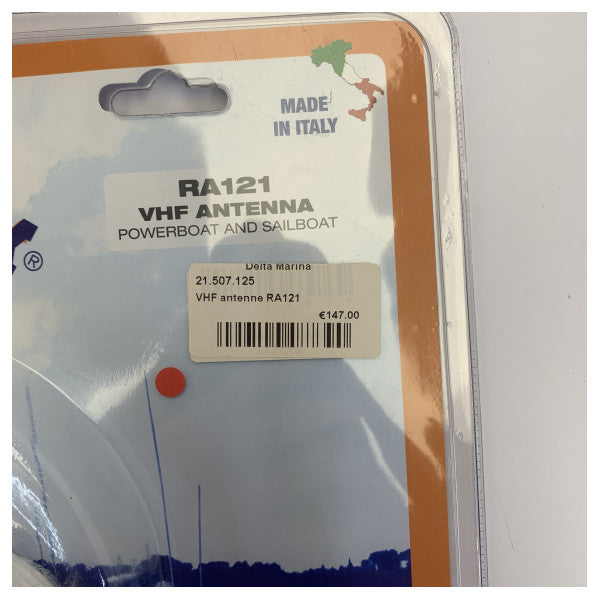 MADE
IN ITALY
RA121
VHF ANTENNA
POWERBOAT AND SAILBOAT
®
Delta Marina
21.507.125
VHF antenne RA121
€147.00